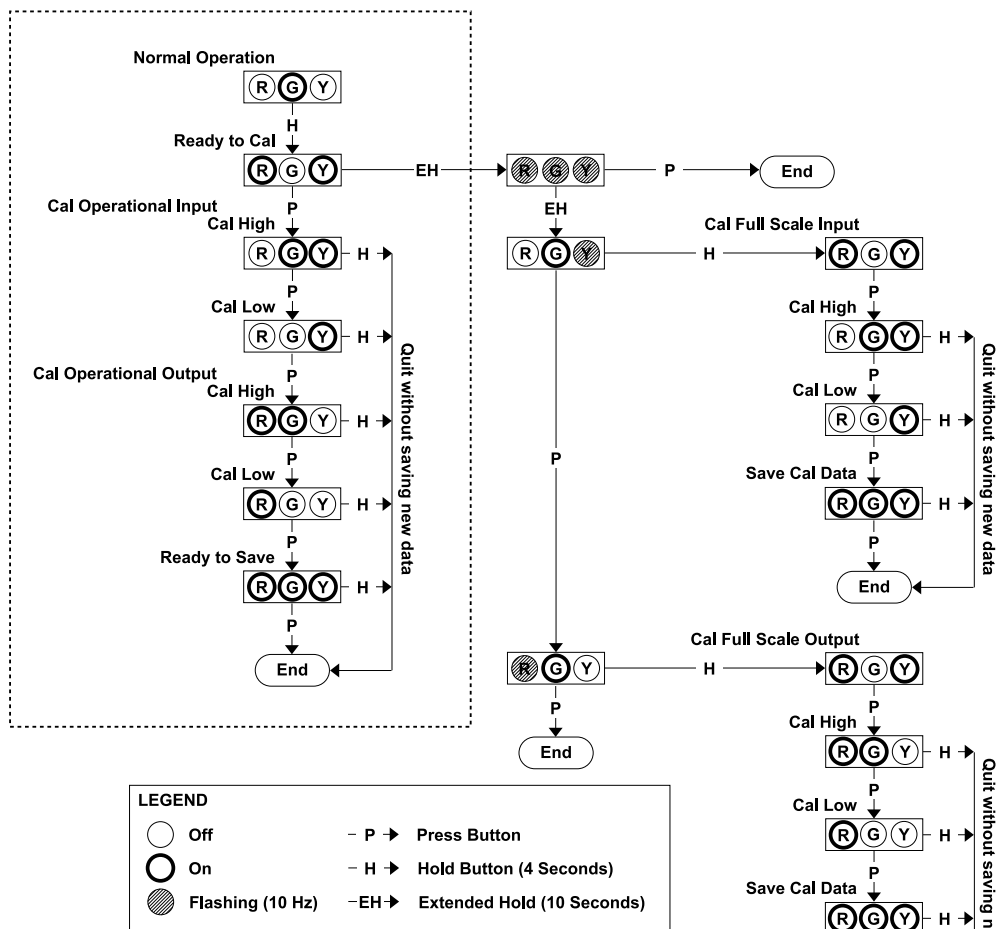 Normal Operation
R G Y
H
Ready to Cal
R G Y
EH
R G Y
P
End
P
EH
Cal Operational Input
Cal High
R G Y
H
R G Y
H
Cal Full Scale Input
R G Y
P
P
Cal Low
R G Y
H
P
Cal Operational Output
Cal High
R G Y
H
P
Cal Low
R G Y
H
P
Ready to Save
R G Y
H
P
End
Quit without saving new data
Cal High
R G Y
H
P
Cal Low
R G Y
H
P
Save Cal Data
R G Y
H
P
End
Quit without saving new data
P
R G Y
H
Cal Full Scale Output
R G Y
P
End
P
Cal High
R G Y
H
P
Cal Low
R G Y
H
P
Save Cal Data
R G Y
H
Quit without saving n
LEGEND
Off
P Press Button
On
H Hold Button (4 Seconds)
Flashing (10 Hz)
EH Extended Hold (10 Seconds)